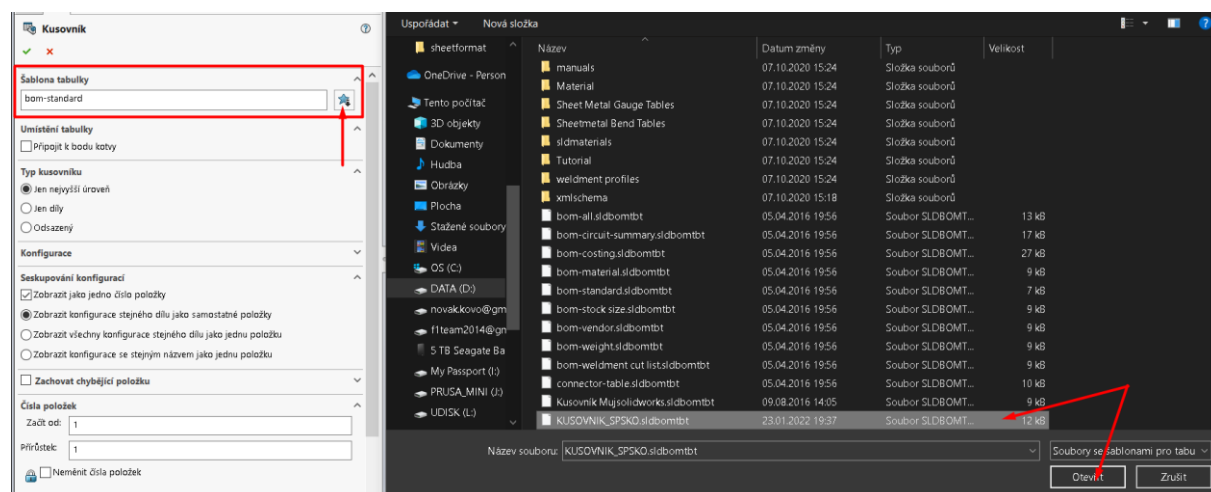 Kusovník
Šablona tabulky
bom-standard
Umístění tabulky
Připojit k bodu kotvy
Typ kusovníku
Jen nejvyšší úroveň
Jen díly
Odsazený
Konfigurace
Seskupování konfigurací
Zobrazit jako jedno číslo položky
Zobrazit konfigurace stejného dílu jako samostatné položky
Zobrazit všechny konfigurace stejného dílu jako jednu položku
Zobrazit konfigurace se stejným názvem jako jednu položku
Zachovat chybějící položku
Čísla položek
Začít od: 1
Přírůstek: 1
Neměnit čísla položek
Uspořádat Nová složka
sheetformat
OneDrive - Person
Tento počítač
3D objekty
Dokumenty
Hudba
Obrázky
Plocha
Stažené soubory
Videa
OS (C:)
DATA (D:)
novak.kovo@gm
f1team2014@gm
5 TB Seagate Ba
My Passport (I:)
PRUSA_MINI (J:)
UDISK (L:)
Název Datum změny Typ Velikost
manuals 07.10.2020 15:24 Složka souborů
Material 07.10.2020 15:24 Složka souborů
Sheet Metal Gauge Tables 07.10.2020 15:24 Složka souborů
Sheetmetal Bend Tables 07.10.2020 15:24 Složka souborů
sldmaterials 07.10.2020 15:24 Složka souborů
Tutorial 07.10.2020 15:24 Složka souborů
weldment profiles 07.10.2020 15:24 Složka souborů
xmlschema 07.10.2020 15:18 Složka souborů
bom-all.sldbomtbt 05.04.2016 19:56 Soubor SLDBOMT... 13 kB
bom-circuit-summary.sldbomtbt 05.04.2016 19:56 Soubor SLDBOMT... 17 kB
bom-costing.sldbomtbt 05.04.2016 19:56 Soubor SLDBOMT... 27 kB
bom-material.sldbomtbt 05.04.2016 19:56 Soubor SLDBOMT... 9 kB
bom-standard.sldbomtbt 05.04.2016 19:56 Soubor SLDBOMT... 7 kB
bom-stock size.sldbomtbt 05.04.2016 19:56 Soubor SLDBOMT... 9 kB
bom-vendor.sldbomtbt 05.04.2016 19:56 Soubor SLDBOMT... 9 kB
bom-weight.sldbomtbt 05.04.2016 19:56 Soubor SLDBOMT... 9 kB
bom-weldment cut list.sldbomtbt 05.04.2016 19:56 Soubor SLDBOMT... 9 kB
connector-table.sldbomtbt 05.04.2016 19:56 Soubor SLDBOMT... 10 kB
Kusovník Mujsolidworks.sldbomtbt 09.08.2016 14:05 Soubor SLDBOMT... 9 kB
KUSOVNIK_SPSKO.sldbomtbt 23.01.2022 19:37 Soubor SLDBOMT... 12 kB
Název souboru: KUSOVNIK_SPSKO.sldbomtbt
Soubory se šablonami pro tabu
Otevřít Zrušit